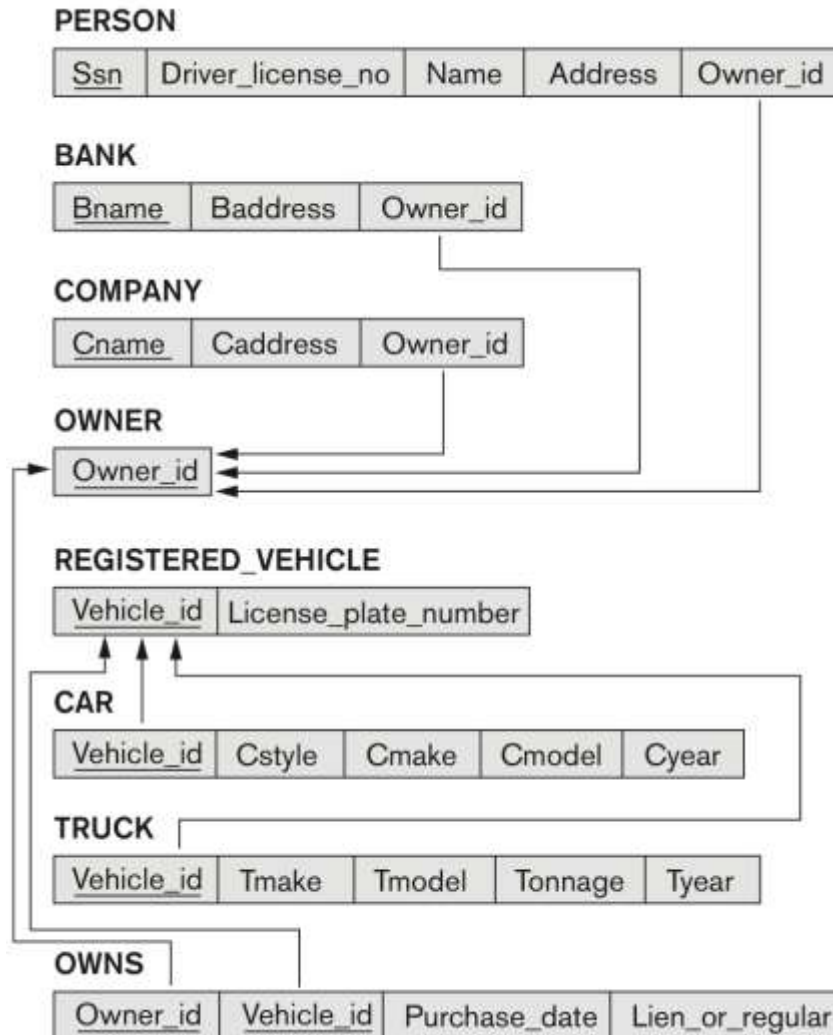 PERSON
Ssn Driver_license_no Name Address Owner_id
BANK
Bname Baddress Owner_id
COMPANY
Cname Caddress Owner_id
OWNER
Owner_id
REGISTERED_VEHICLE
Vehicle_id License_plate_number
CAR
Vehicle_id Cstyle Cmake Cmodel Cyear
TRUCK
Vehicle_id Tmake Tmodel Tonnage Tyear
OWNS
Owner_id Vehicle_id Purchase_date Lien_or_regular